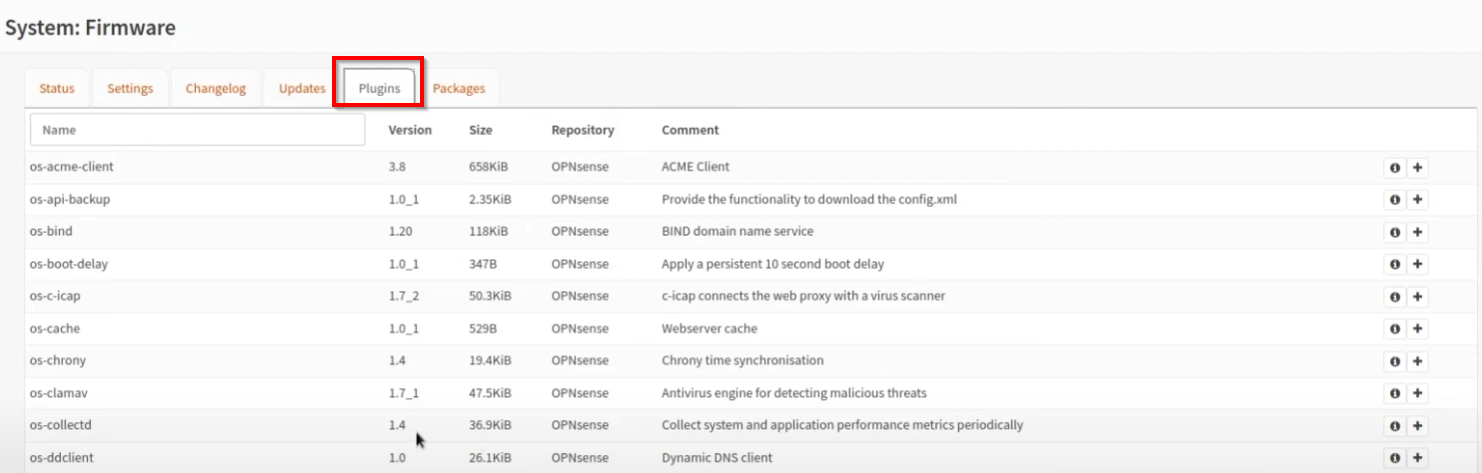 System: Firmware
Status Settings Changelog Updates Plugins Packages
Name Version Size Repository Comment
os-acme-client 3.8 658KiB OPNsense ACME Client
os-api-backup 1.0_1 2.35KiB OPNsense Provide the functionality to download the config.xml
os-bind 1.20 118KiB OPNsense BIND domain name service
os-boot-delay 1.0_1 347B OPNsense Apply a persistent 10 second boot delay
os-c-icap 1.7_2 50.3KiB OPNsense c-icap connects the web proxy with a virus scanner
os-cache 1.0_1 529B OPNsense Webserver cache
os-chrony 1.4 19.4KiB OPNsense Chrony time synchronisation
os-clamav 1.7_1 47.5KiB OPNsense Antivirus engine for detecting malicious threats
os-collectd 1.4 36.9KiB OPNsense Collect system and application performance metrics periodically
os-ddclient 1.0 26.1KiB OPNsense Dynamic DNS client